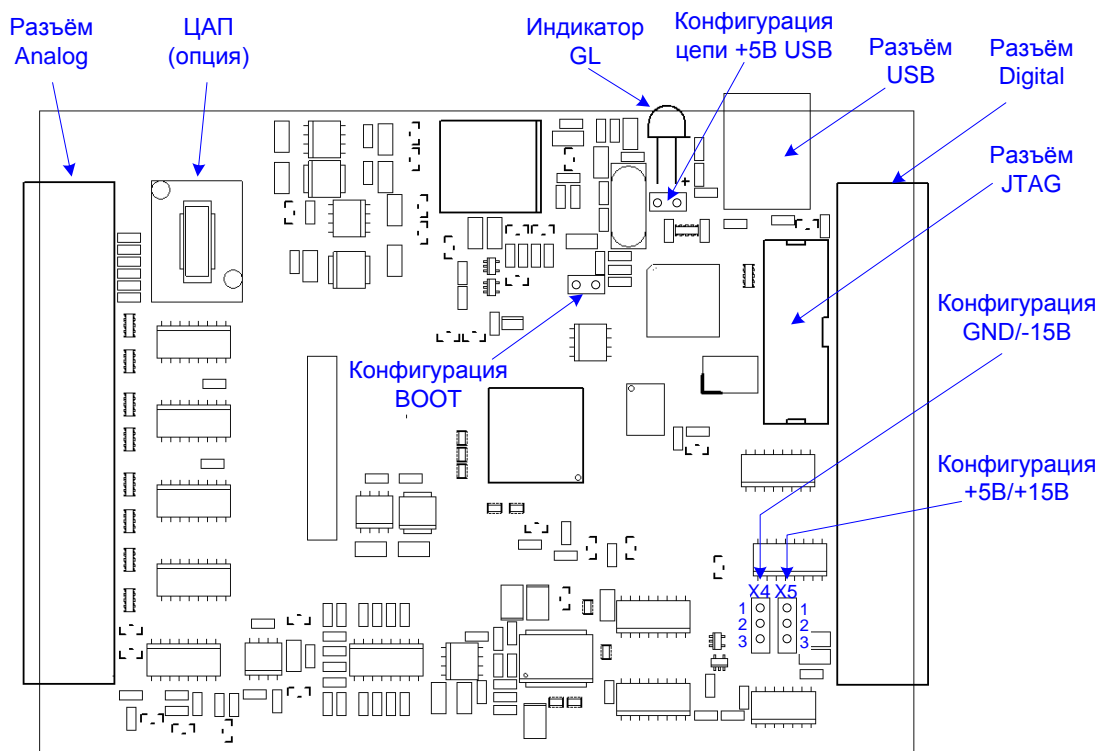 Разъём
Analog
ЦАП
(опция)
Индикатор
GL
Конфигурация
цепи +5В USB
Разъём
USB
Разъём
Digital
Разъём
JTAG
+
Конфигурация
GND/-15В
Конфигурация
BOOT
Конфигурация
+5В/+15В
X4 X5
1 1
2 2
3 3